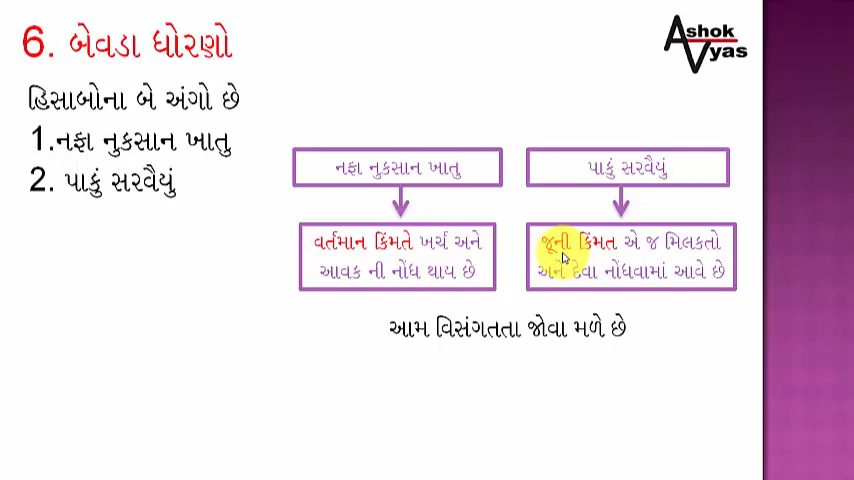 6. બેવડા ધોરણો
Ashok
Vyas
હિસાબોના બે અંગો છે
1.નફા નુકસાન ખાતુ
2. પાકું સરવૈયું
નફા નુકસાન ખાતુ
પાકું સરવૈયું
વર્તમાન કિંમતે ખર્ચ અને
આવક ની નોંધ થાય છે
જૂની કિંમત એ જ મિલકતો
અને દેવા નોંધવામાં આવે છે
આમ વિસંગતતા જોવા મળે છે